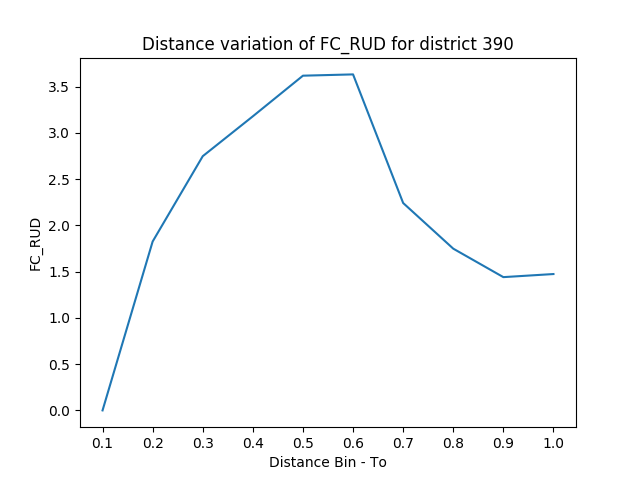 Distance variation of FC_RUD for district 390
3.5
3.0
2.5
2.0
1.5
1.0
0.5
0.0
FC_RUD
0.1 0.2 0.3 0.4 0.5 0.6 0.7 0.8 0.9 1.0
Distance Bin - To